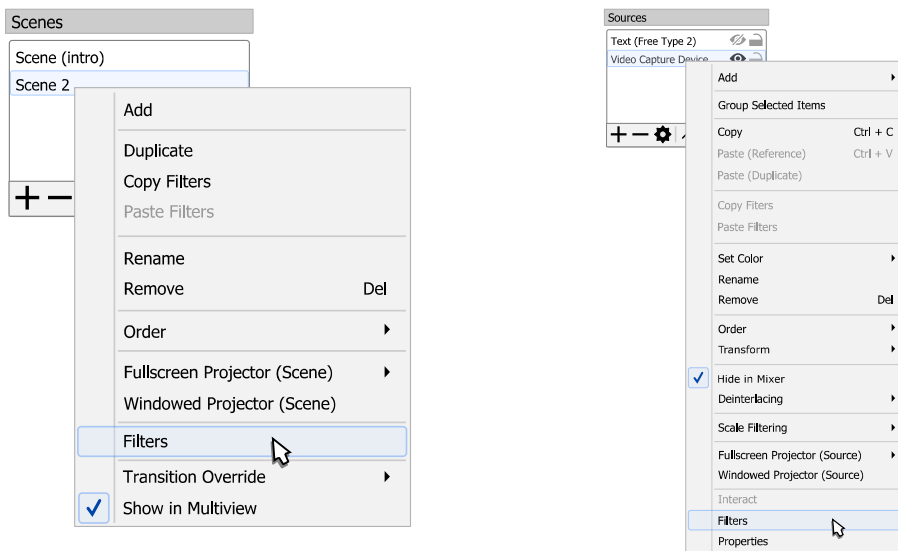 Scenes
Scene (intro)
Scene 2
Add
Duplicate
Copy Filters
Paste Filters
Rename
Remove Del
Order
Fullscreen Projector (Scene)
Windowed Projector (Scene)
Filters
Transition Override
Show in Multiview
Sources
Text (Free Type 2)
Video Capture Device
Add
Group Selected Items
Copy Ctrl + C
Paste (Reference) Ctrl + V
Paste (Duplicate)
Copy Filters
Paste Filters
Set Color
Rename
Remove Del
Order
Transform
Hide in Mixer
Deinterlacing
Scale Filtering
Fullscreen Projector (Source)
Windowed Projector (Source)
Interact
Filters
Properties